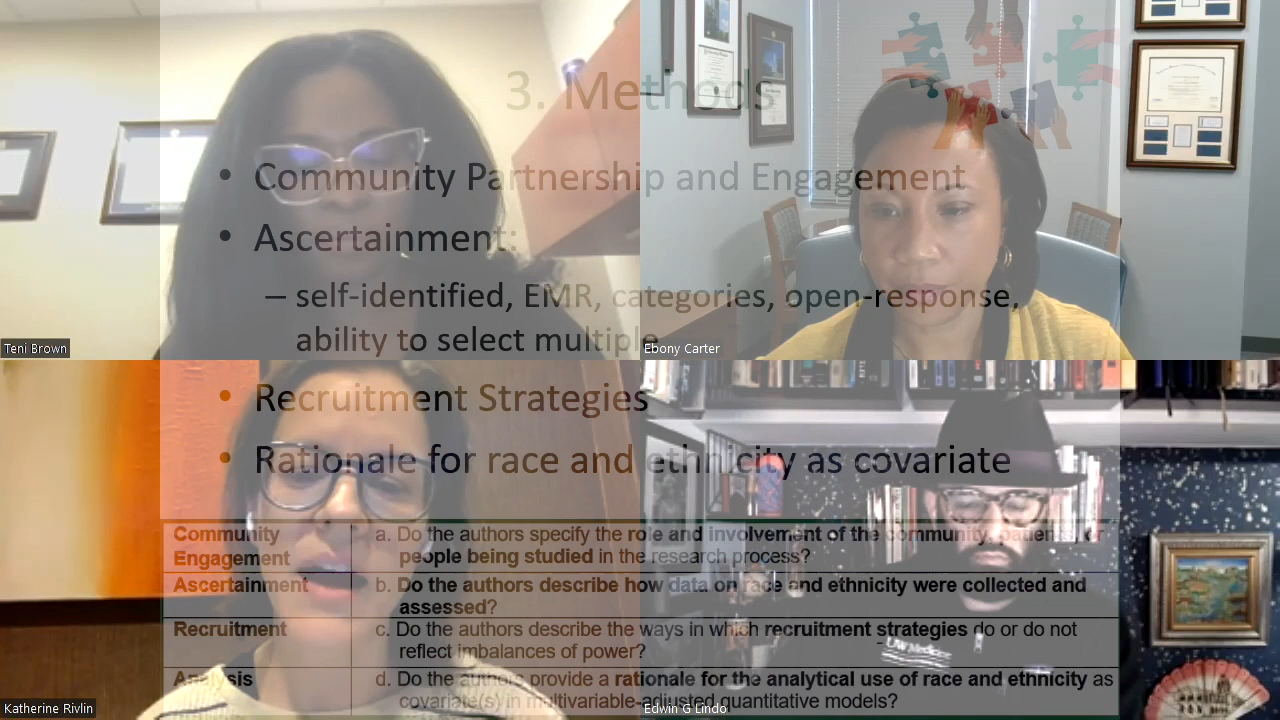 3. Methods
• Community Partnership and Engagement
• Ascertainment:
– self-identified, EMR, categories, open-response,
ability to select multiple
Teni Brown
Ebony Carter
• Recruitment Strategies
• Rationale for race and ethnicity as covariate
Community
Engagement
a. Do the authors specify the role and involvement of the community, patients, or
people being studied in the research process?
Ascertainment
b. Do the authors describe how data on race and ethnicity were collected and
assessed?
Recruitment
c. Do the authors describe the ways in which recruitment strategies do or do not
reflect imbalances of power?
Analysis
d. Do the authors provide a rationale for the analytical use of race and ethnicity as
covariate(s) in multivariable-adjusted quantitative models?
UW Medicine
Katherine Rivlin
Edwin G Lindo